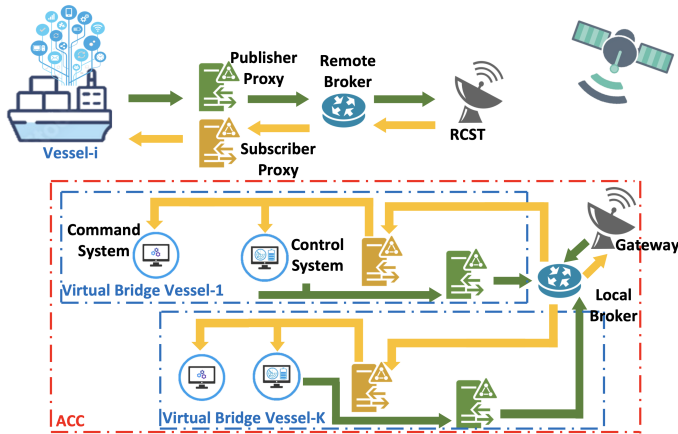 Publisher
Proxy
Remote
Broker
Vessel-i
Subscriber
Proxy
RCST
Command
System
Control
System
Gateway
Virtual Bridge Vessel-1
Local
Broker
ACC
Virtual Bridge Vessel-K